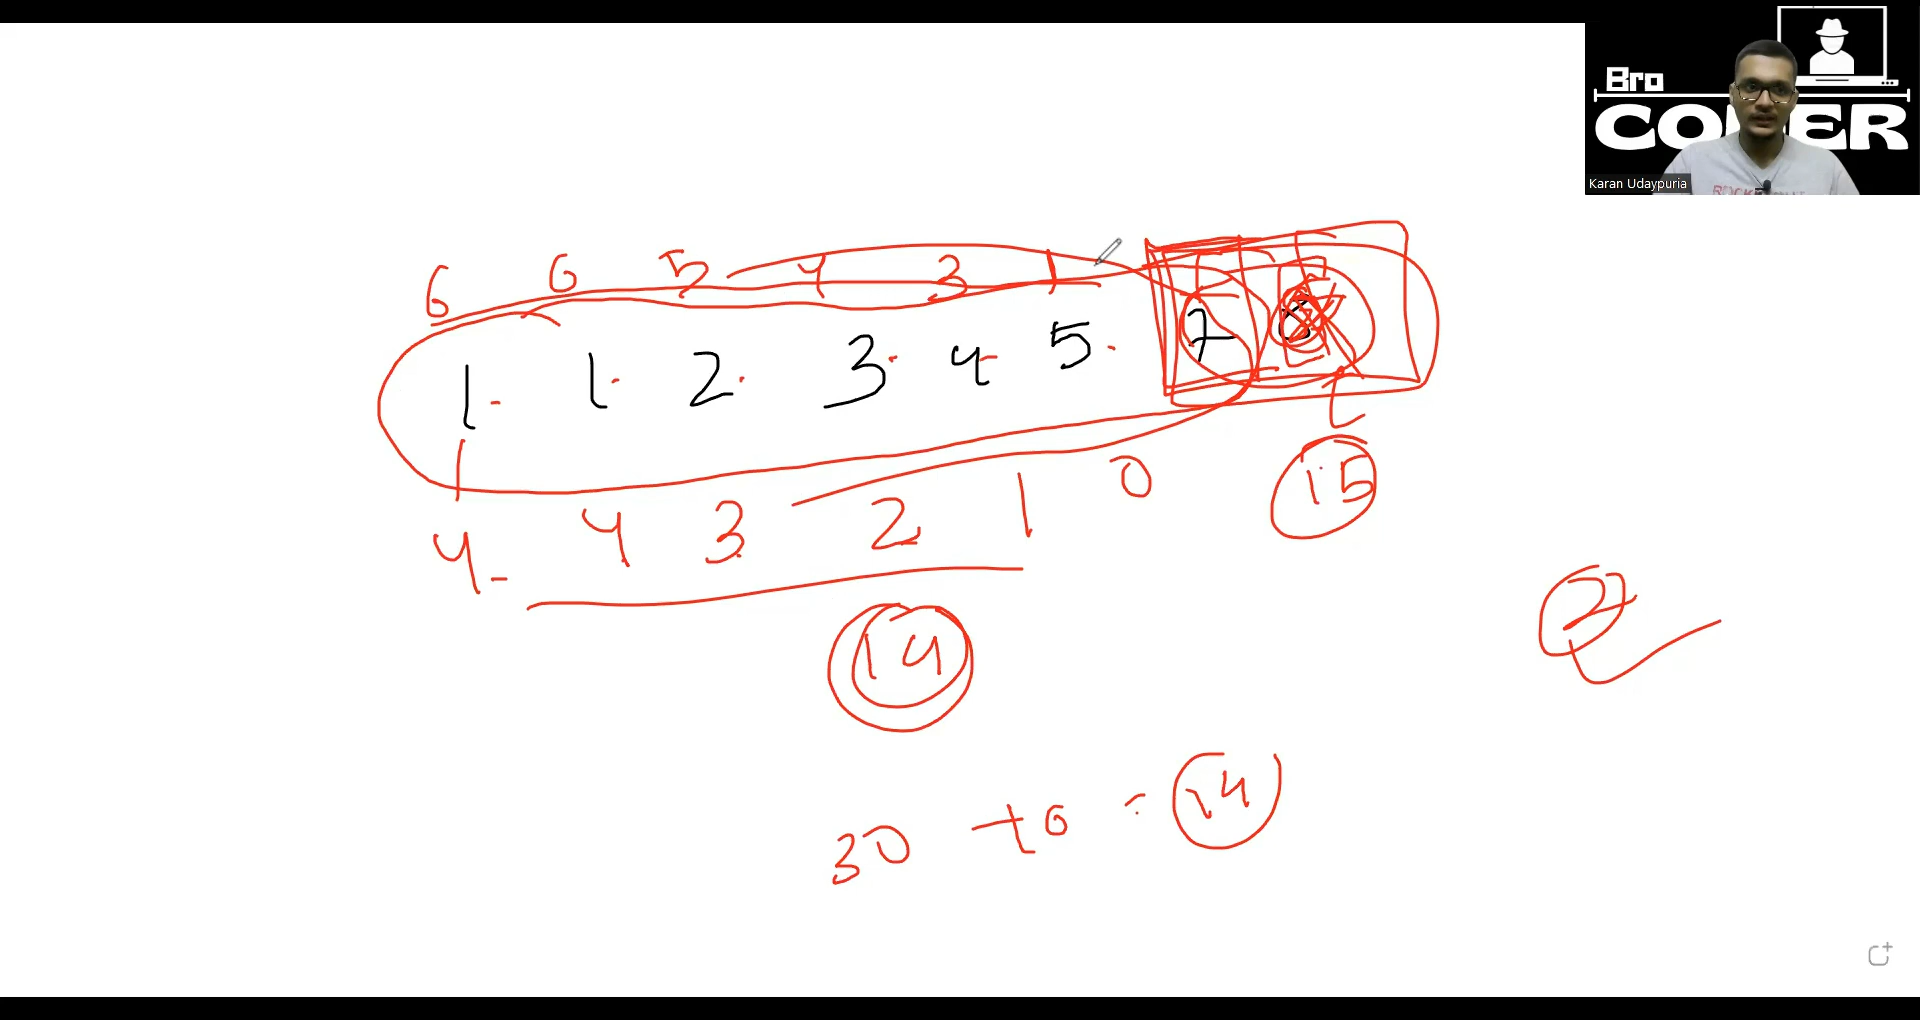 Bro
CODER
Karan Udaypuria
6 6 5 4 3 1
1 1 2 3 4 5 7 8
4 4 3 2 1 0
15
14
2
30 to 14